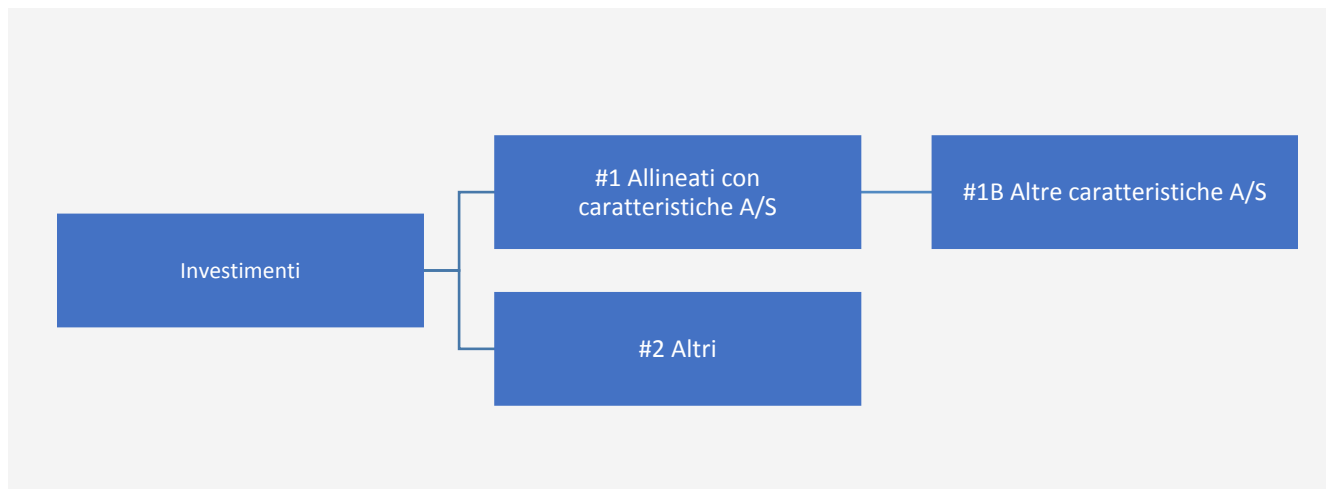 #1 Allineati con
caratteristiche A/S
#1B Altre caratteristiche A/S
Investimenti
#2 Altri